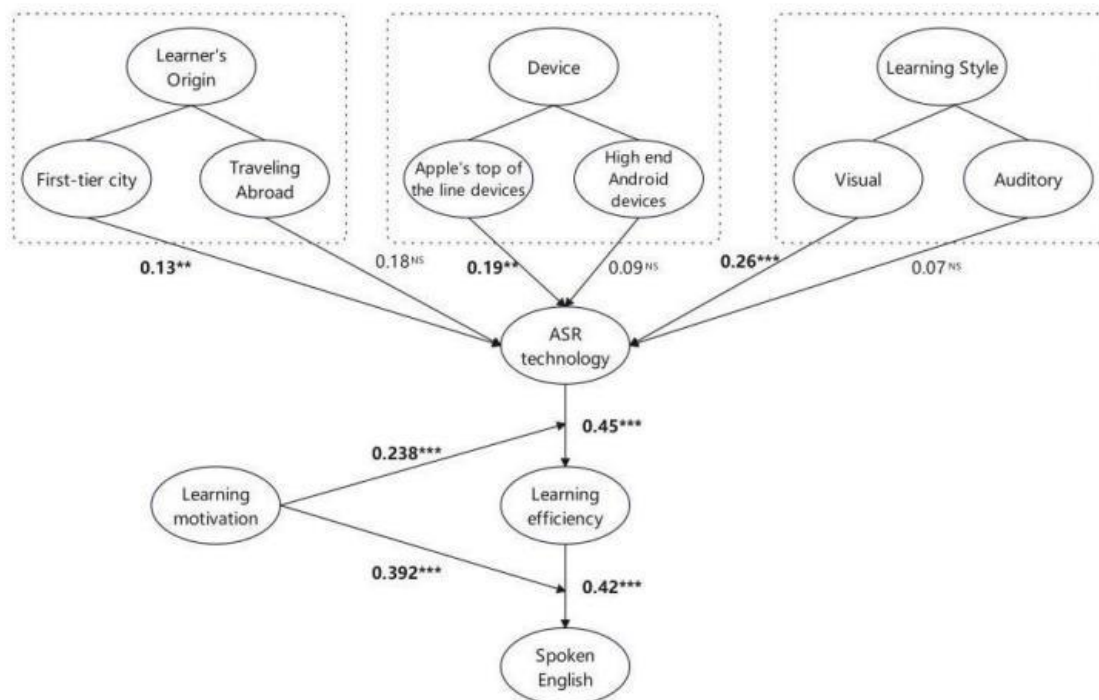 Learner's
Origin
Device
Learning Style
First-tier city
Traveling
Abroad
Apple's top of
the line devices
High end
Android
devices
Visual
Auditory
0.13**
0.18NS
0.19**
0.09NS
0.26***
0.07NS
ASR
technology
0.45***
0.238***
Learning
motivation
Learning
efficiency
0.392***
0.42***
Spoken
English